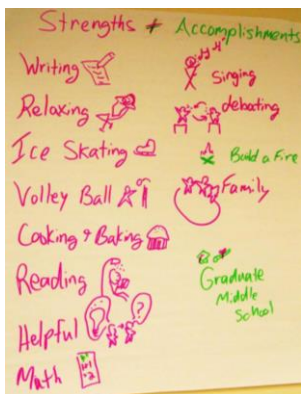 Strengths + Accomplishments
Writing
Relaxing
Ice Skating
Volley Ball
Cooking & Baking
Reading
Helpful
Math
Singing
debating
Build a Fire
Family
Graduate
Middle
School